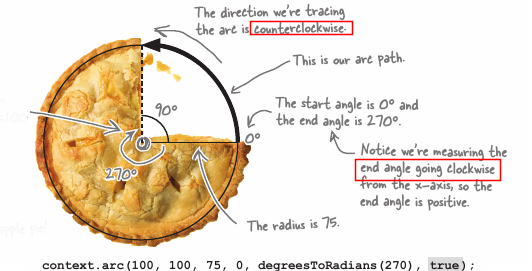 The direction we're tracing
the arc is counterclockwise.
This is our arc path.
90°
The start angle is 0° and
the end angle is 270°.
0°
Notice we're measuring the
end angle going clockwise
from the x-axis, so the
end angle is positive.
270°
The radius is 75.
apple pie!
context.arc(100, 100, 75, 0, degreesToRadians(270), true);